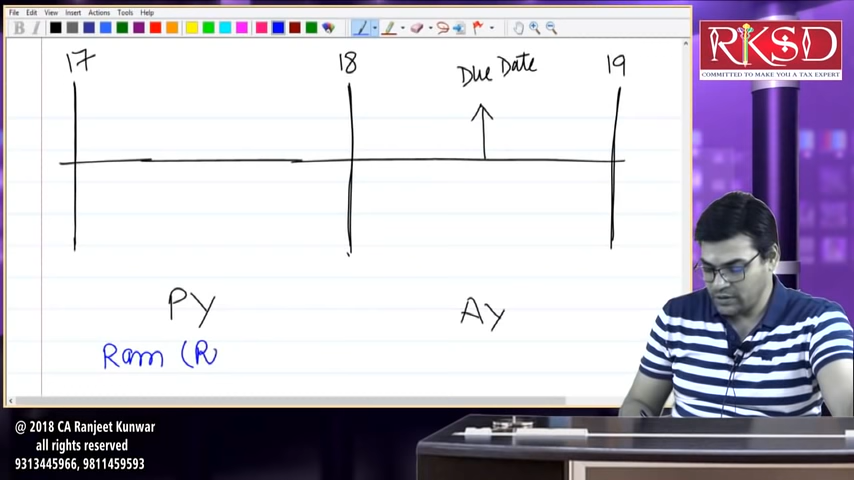 File Edit View Insert Actions Tools Help
B I
17 18 Due Date 19
PY AY
Ram (R
RKSD
COMMITTED TO MAKE YOU A TAX EXPERT
@ 2018 CA Ranjeet Kunwar
all rights reserved
9313445966, 9811459593